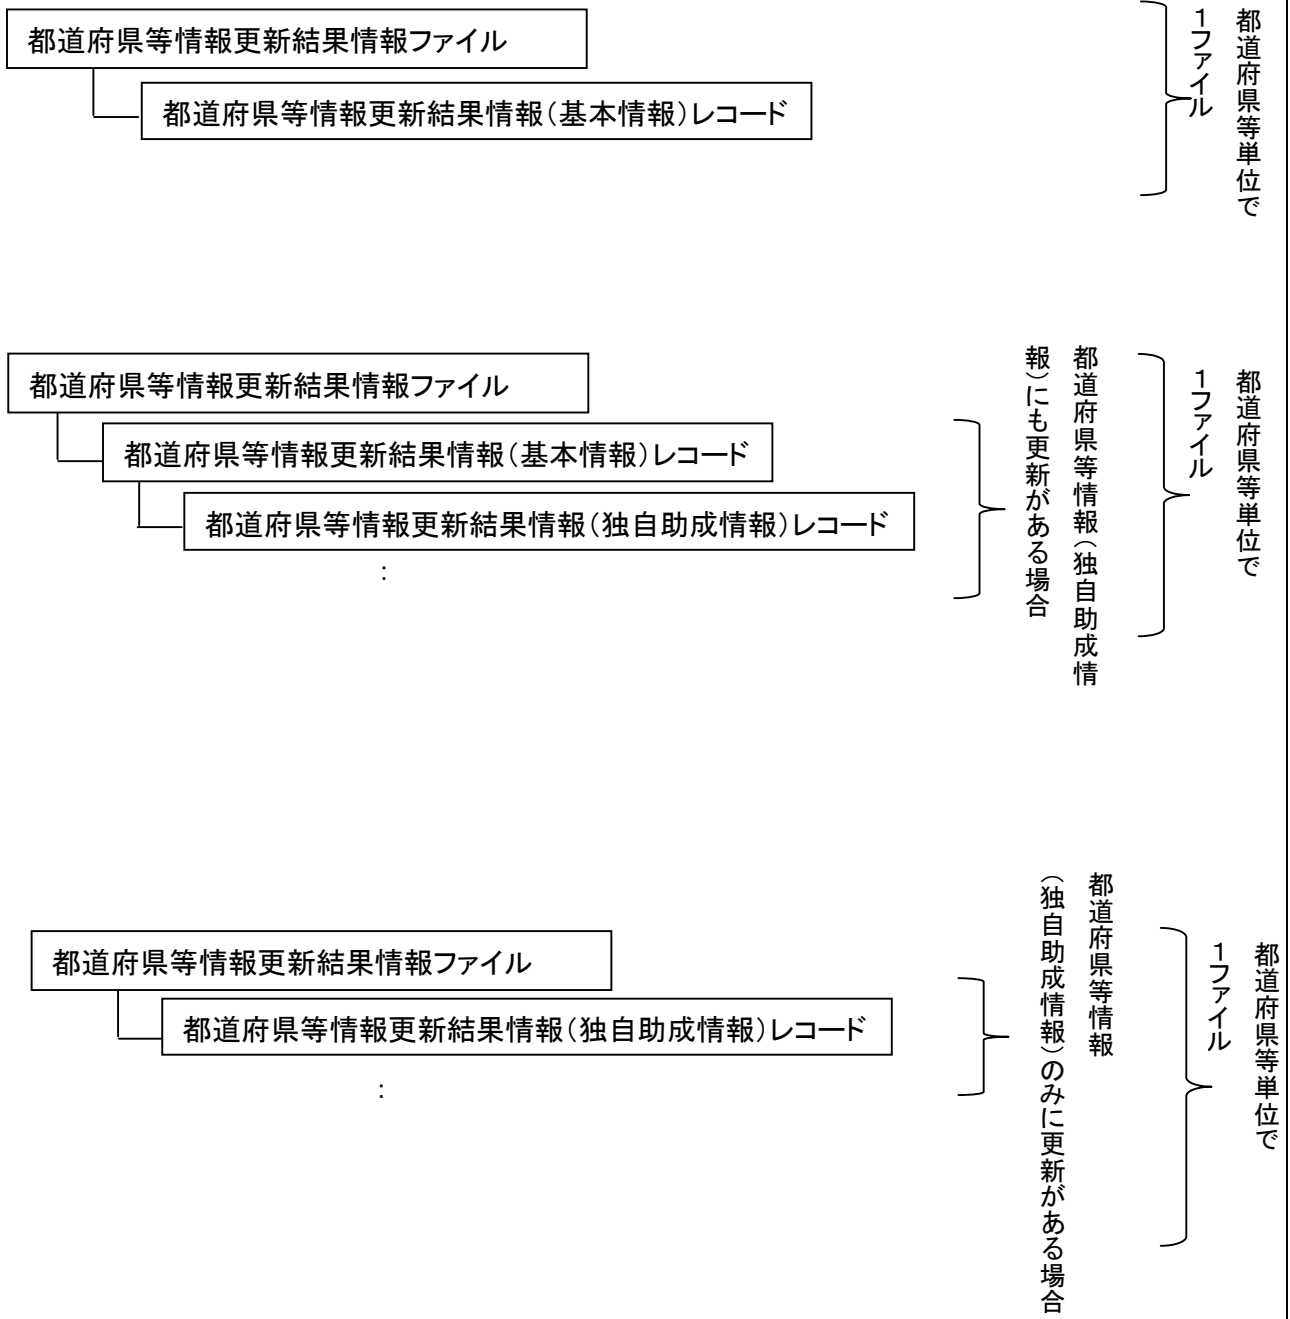 都道府県等情報更新結果情報ファイル
都道府県等情報更新結果情報（基本情報）レコード
都道府県等単位で
１ファイル
都道府県等情報更新結果情報ファイル
都道府県等情報更新結果情報（基本情報）レコード
都道府県等情報更新結果情報（独自助成情報）レコード
：
都道府県等情報（独自助成情
報）にも更新がある場合
都道府県等単位で
１ファイル
都道府県等情報更新結果情報ファイル
都道府県等情報更新結果情報（独自助成情報）レコード
：
都道府県等情報
（独自助成情報）のみに更新がある場合
都道府県等単位で
１ファイル